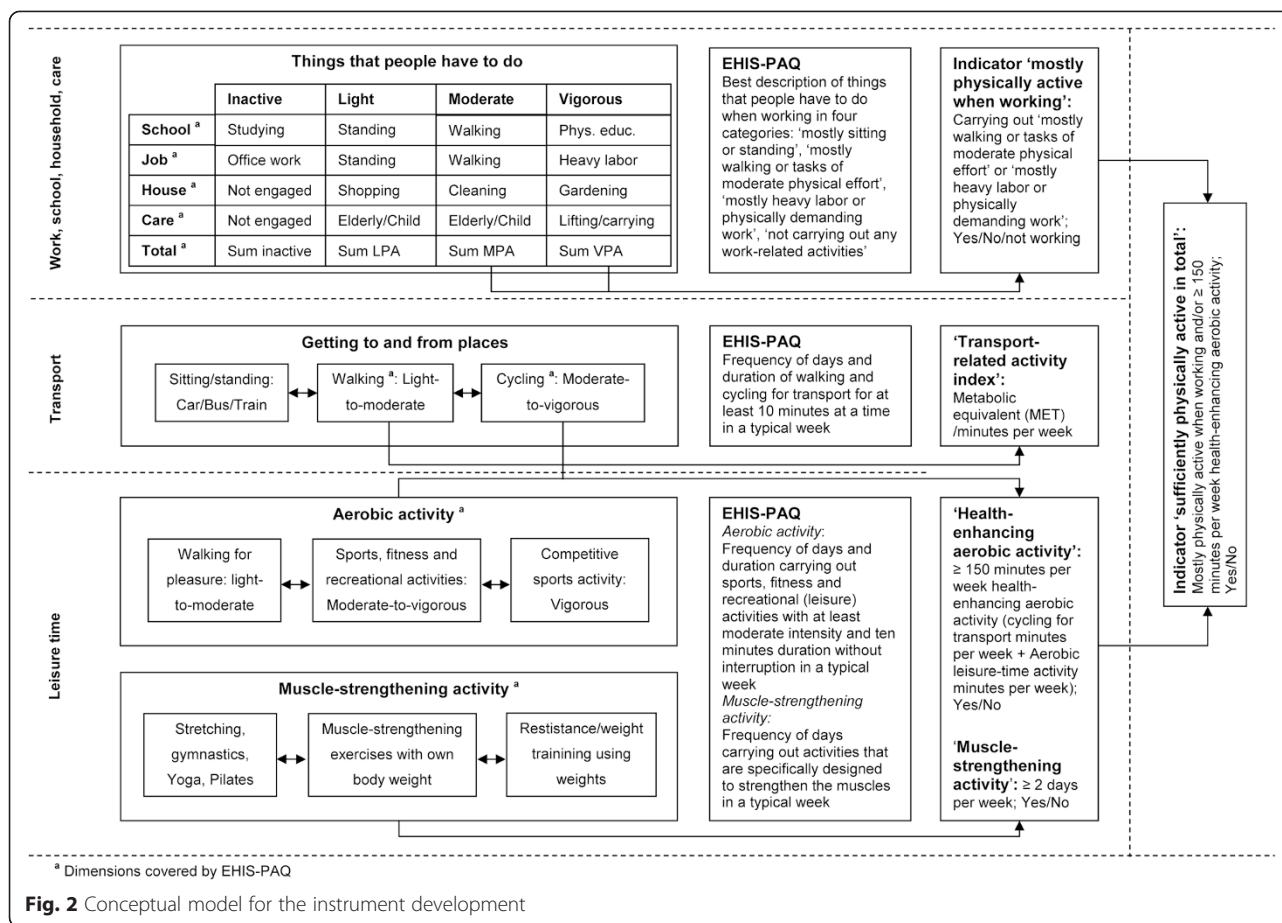 Work, school, household, care
Things that people have to do
Inactive Light Moderate Vigorous
School a Studying Standing Walking Phys. educ.
Job a Office work Standing Walking Heavy labor
House a Not engaged Shopping Cleaning Gardening
Care a Not engaged Elderly/Child Elderly/Child Lifting/carrying
Total a Sum inactive Sum LPA Sum MPA Sum VPA
EHIS-PAQ
Best description of things
that people have to do
when working in four
categories: ‘mostly sitting
or standing’, ‘mostly
walking or tasks of
moderate physical effort’,
‘mostly heavy labor or
physically demanding
work’, ‘not carrying out any
work-related activities’
Indicator ‘mostly
physically active
when working’:
Carrying out ‘mostly
walking or tasks of
moderate physical
effort’ or ‘mostly
heavy labor or
physically
demanding work’;
Yes/No/not working
Transport
Getting to and from places
Sitting/standing:
Car/Bus/Train
Walking a: Light-
to-moderate
Cycling a: Moderate-
to-vigorous
EHIS-PAQ
Frequency of days and
duration of walking and
cycling for transport for at
least 10 minutes at a time
in a typical week
‘Transport-
related activity
index’:
Metabolic
equivalent (MET)
/minutes per week
Leisure time
Aerobic activity a
Walking for
pleasure: light-
to-moderate
Sports, fitness and
recreational activities:
Moderate-to-vigorous
Competitive
sports activity:
Vigorous
Muscle-strengthening activity a
Stretching,
gymnastics,
Yoga, Pilates
Muscle-strengthening
exercises with own
body weight
Restistance/weight
trainining using
weights
EHIS-PAQ
Aerobic activity:
Frequency of days and
duration carrying out
sports, fitness and
recreational (leisure)
activities with at least
moderate intensity and ten
minutes duration without
interruption in a typical
week
Muscle-strengthening
activity:
Frequency of days
carrying out activities that
are specifically designed
to strengthen the muscles
in a typical week
‘Health-
enhancing
aerobic activity’:
≥ 150 minutes per
week health-
enhancing aerobic
activity (cycling for
transport minutes
per week + Aerobic
leisure-time activity
minutes per week);
Yes/No
‘Muscle-
strengthening
activity’: ≥ 2 days
per week; Yes/No
Indicator ‘sufficiently physically active in total’:
Mostly physically active when working and/or ≥ 150
minutes per week health-enhancing aerobic activity;
Yes/No
a Dimensions covered by EHIS-PAQ
Fig. 2 Conceptual model for the instrument development